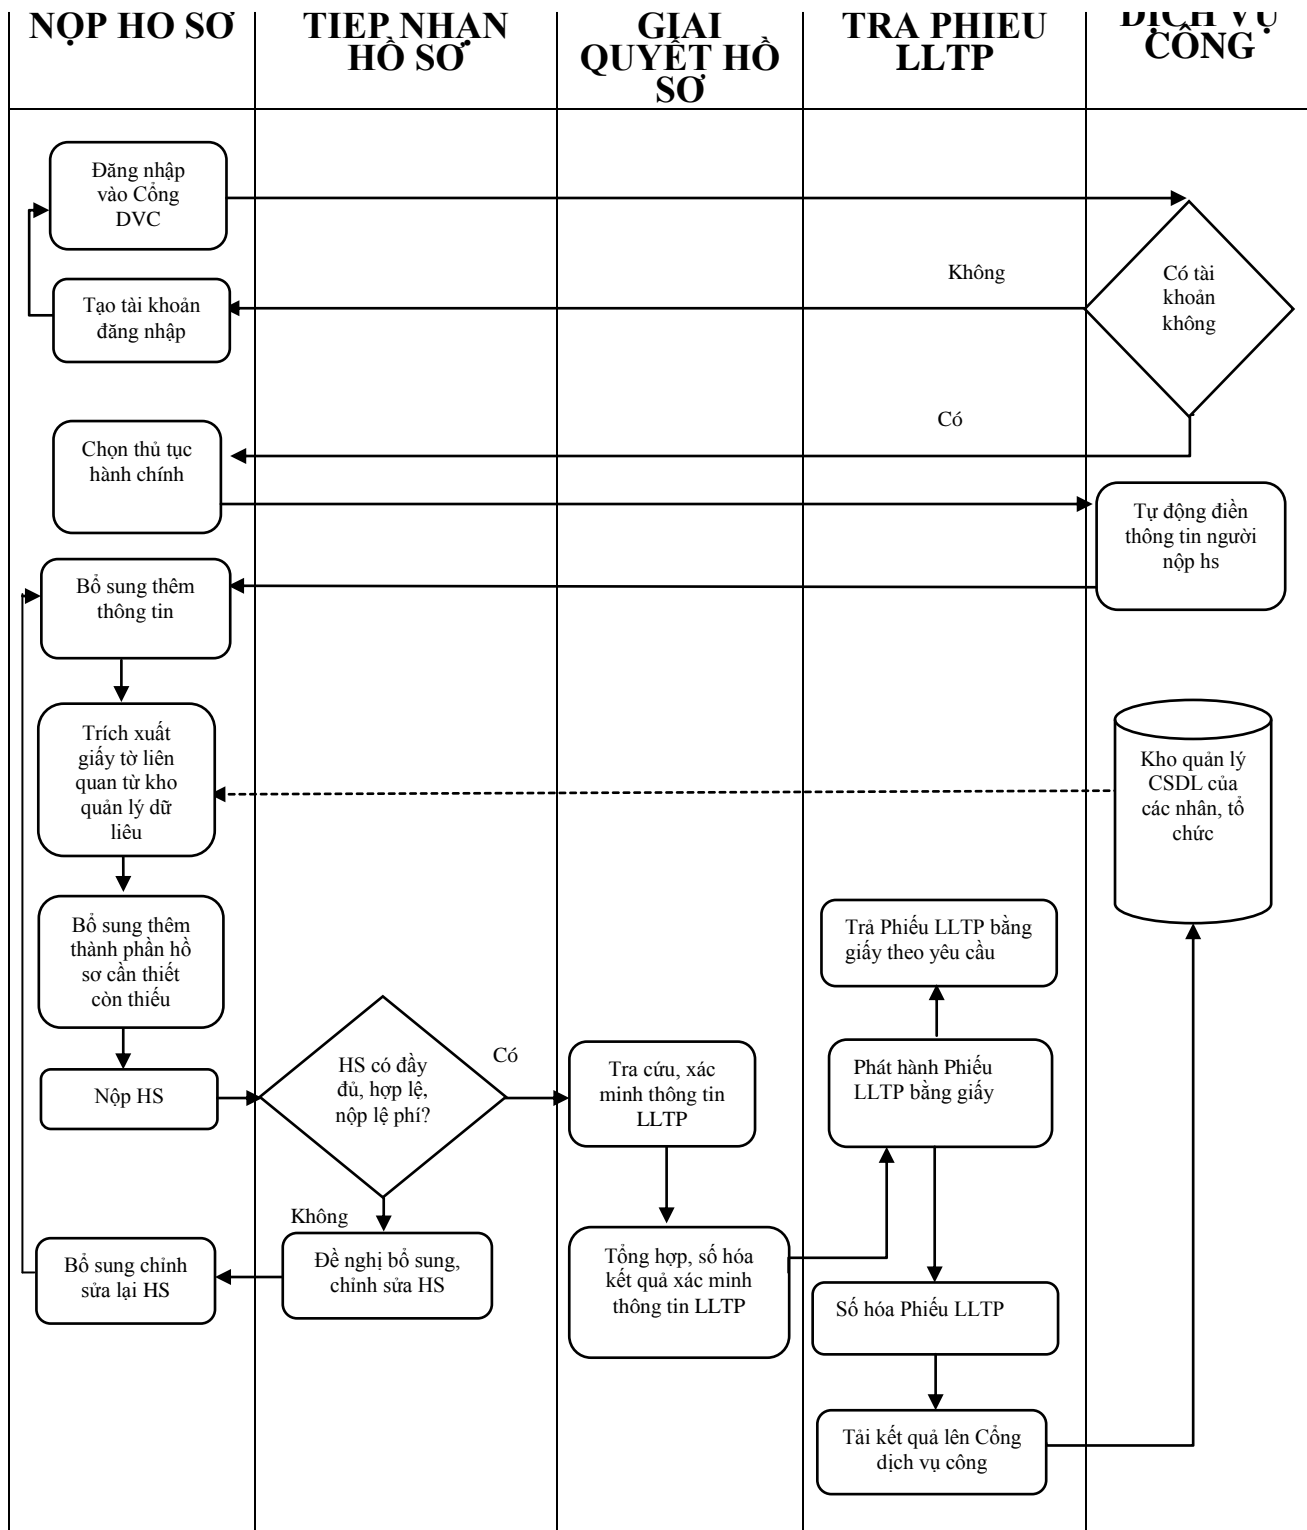 NỘP HỒ SƠ
TIẾP NHẬN
HỒ SƠ
GIẢI
QUYẾT HỒ
SƠ
TRẢ PHIẾU
LLTP
DỊCH VỤ
CÔNG
Đăng nhập
vào Cổng
DVC
Tạo tài khoản
đăng nhập
Không
Có tài
khoản
không
Có
Chọn thủ tục
hành chính
Tự động điền
thông tin người
nộp hs
Bổ sung thêm
thông tin
Trích xuất
giấy tờ liên
quan từ kho
quản lý dữ
liêu
Kho quản lý
CSDL của
các nhân, tổ
chức
Bổ sung thêm
thành phần hồ
sơ cần thiết
còn thiếu
Trả Phiếu LLTP bằng
giấy theo yêu cầu
Nộp HS
HS có đầy
đủ, hợp lệ,
nộp lệ phí?
Có
Tra cứu, xác
minh thông tin
LLTP
Phát hành Phiếu
LLTP bằng giấy
Không
Bổ sung chỉnh
sửa lại HS
Đề nghị bổ sung,
chỉnh sửa HS
Tổng hợp, số hóa
kết quả xác minh
thông tin LLTP
Số hóa Phiếu LLTP
Tải kết quả lên Cổng
dịch vụ công